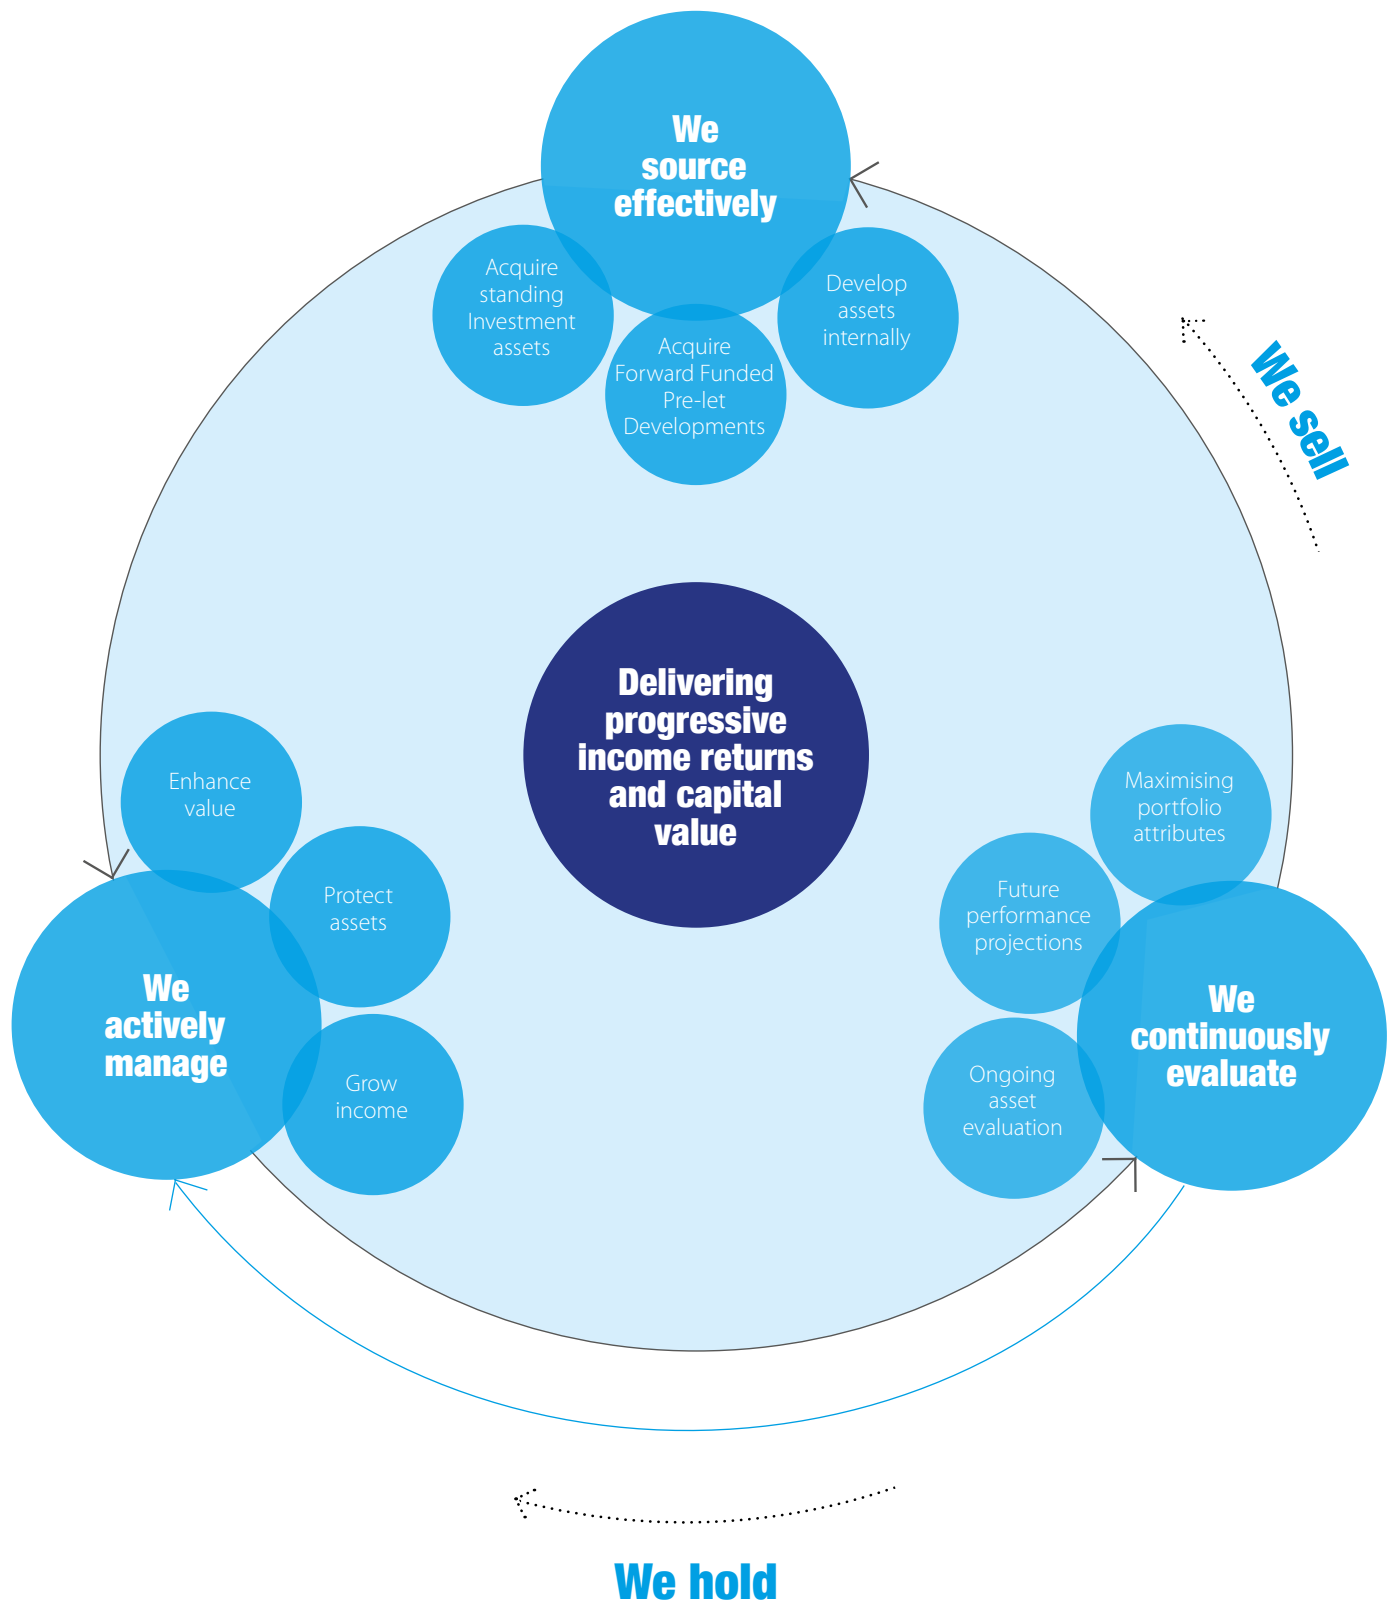 We
source
effectively
Acquire
standing
Investment
assets
Acquire
Forward Funded
Pre-let
Developments
Develop
assets
internally
We sell
Delivering
progressive
income returns
and capital
value
Enhance
value
Protect
assets
Grow
income
We
actively
manage
Maximising
portfolio
attributes
Future
performance
projections
Ongoing
asset
evaluation
We
continuously
evaluate
We hold